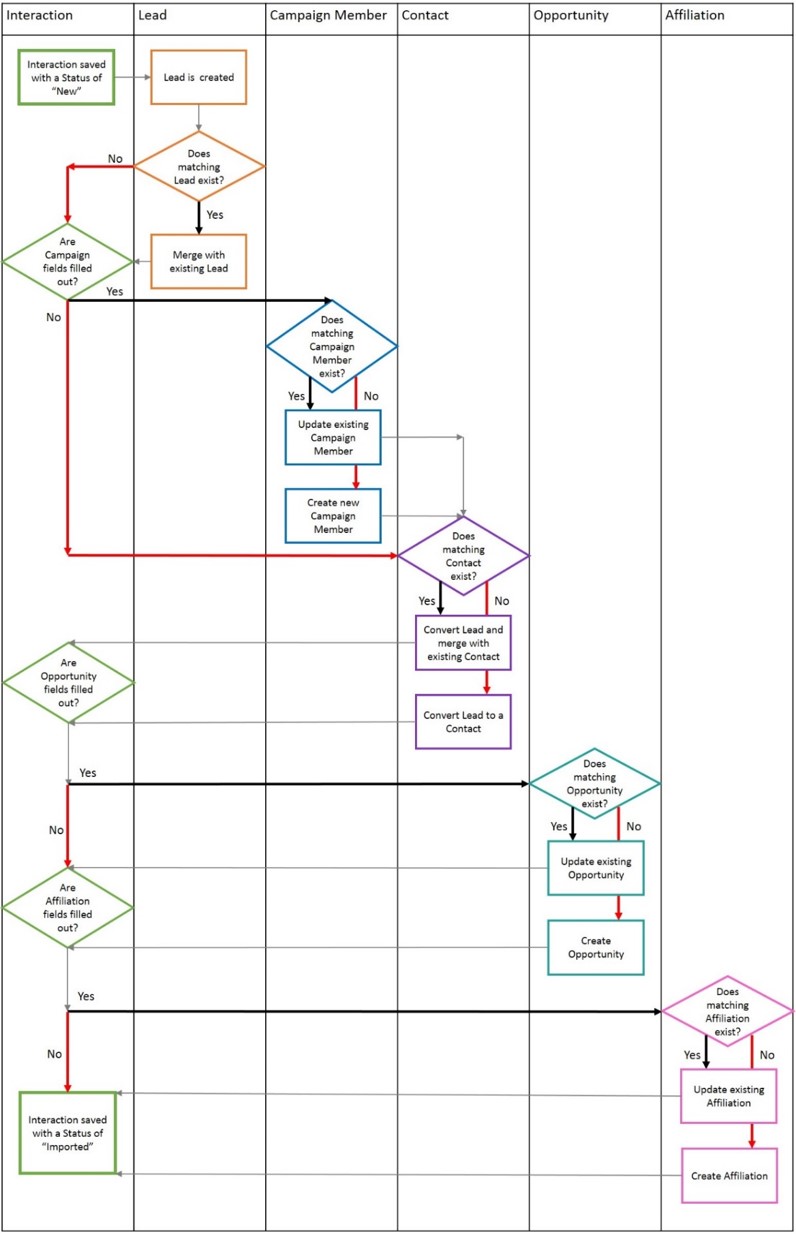 Interaction
Lead
Campaign Member
Contact
Opportunity
Affiliation
Interaction saved
with a Status of
“New”
Lead is created
Does
matching
Lead exist?
No
Yes
Are
Campaign
fields filled
out?
Merge with
existing Lead
Yes
No
Does
matching
Campaign
Member
exist?
Yes
No
Update existing
Campaign
Member
Create new
Campaign
Member
Does
matching
Contact
exist?
Yes
No
Convert Lead and
merge with
existing Contact
Are
Opportunity
fields filled
out?
Convert Lead to a
Contact
Yes
No
Does
matching
Opportunity
exist?
Yes
No
Update existing
Opportunity
Are
Affiliation
fields filled
out?
Create
Opportunity
Yes
No
Does
matching
Affiliation
exist?
Yes
No
Update existing
Affiliation
Interaction saved
with a Status of
“Imported”
Create Affiliation